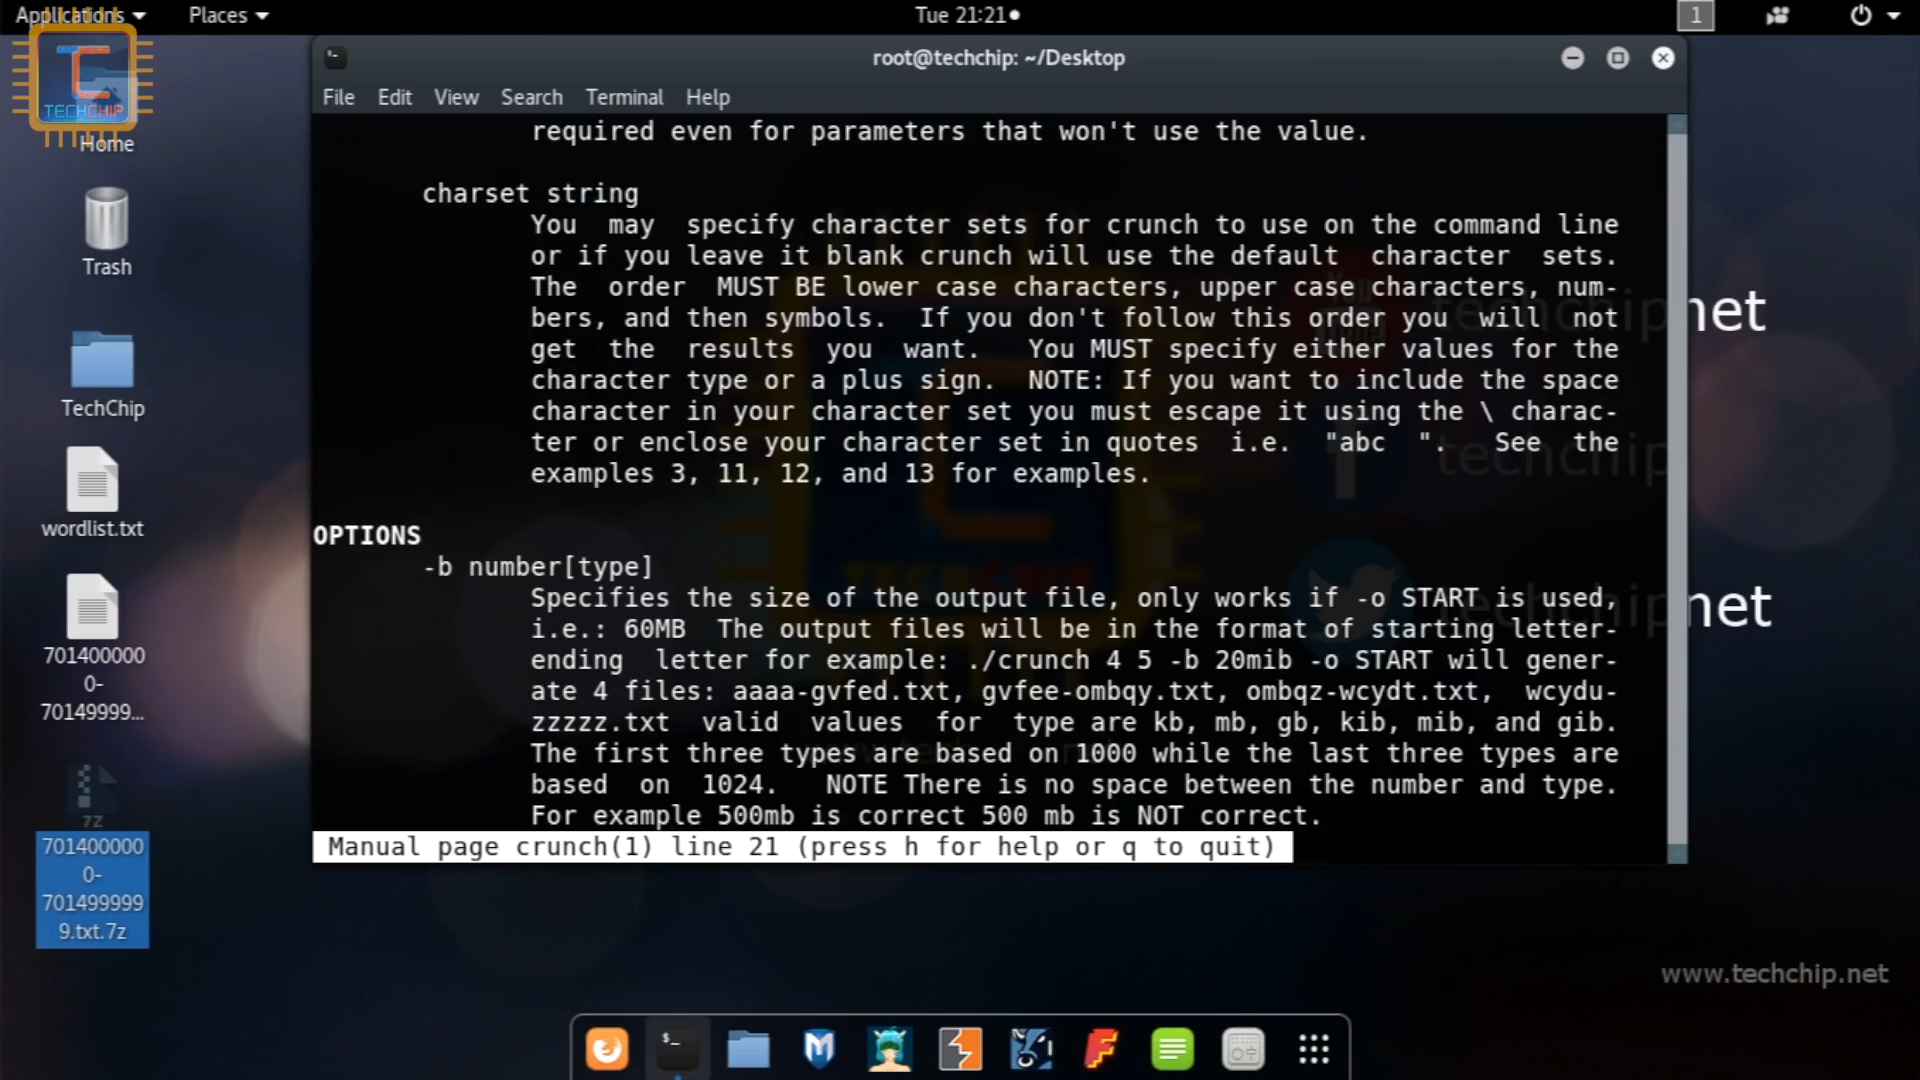 Applications
Places
Tue 21:21
1
TECHCHIP
Home
Trash
TechChip
wordlist.txt
701400000
0-
70149999...
7Z
701400000
0-
701499999
9.txt.7z
root@techchip: ~/Desktop
File Edit View Search Terminal Help
required even for parameters that won't use the value.
charset string
You may specify character sets for crunch to use on the command line
or if you leave it blank crunch will use the default character sets.
The order MUST BE lower case characters, upper case characters, num-
bers, and then symbols. If you don't follow this order you will not
get the results you want. You MUST specify either values for the
character type or a plus sign. NOTE: If you want to include the space
character in your character set you must escape it using the \ charac-
ter or enclose your character set in quotes i.e. "abc ". See the
examples 3, 11, 12, and 13 for examples.
OPTIONS
-b number[type]
Specifies the size of the output file, only works if -o START is used,
i.e.: 60MB The output files will be in the format of starting letter-
ending letter for example: ./crunch 4 5 -b 20mib -o START will gener-
ate 4 files: aaaa-gvfed.txt, gvfee-ombqy.txt, ombqz-wcydt.txt, wcydu-
zzzzz.txt valid values for type are kb, mb, gb, kib, mib, and gib.
The first three types are based on 1000 while the last three types are
based on 1024. NOTE There is no space between the number and type.
For example 500mb is correct 500 mb is NOT correct.
Manual page crunch(1) line 21 (press h for help or q to quit)
techchipnet
techchip
techchipnet
www.techchip.net